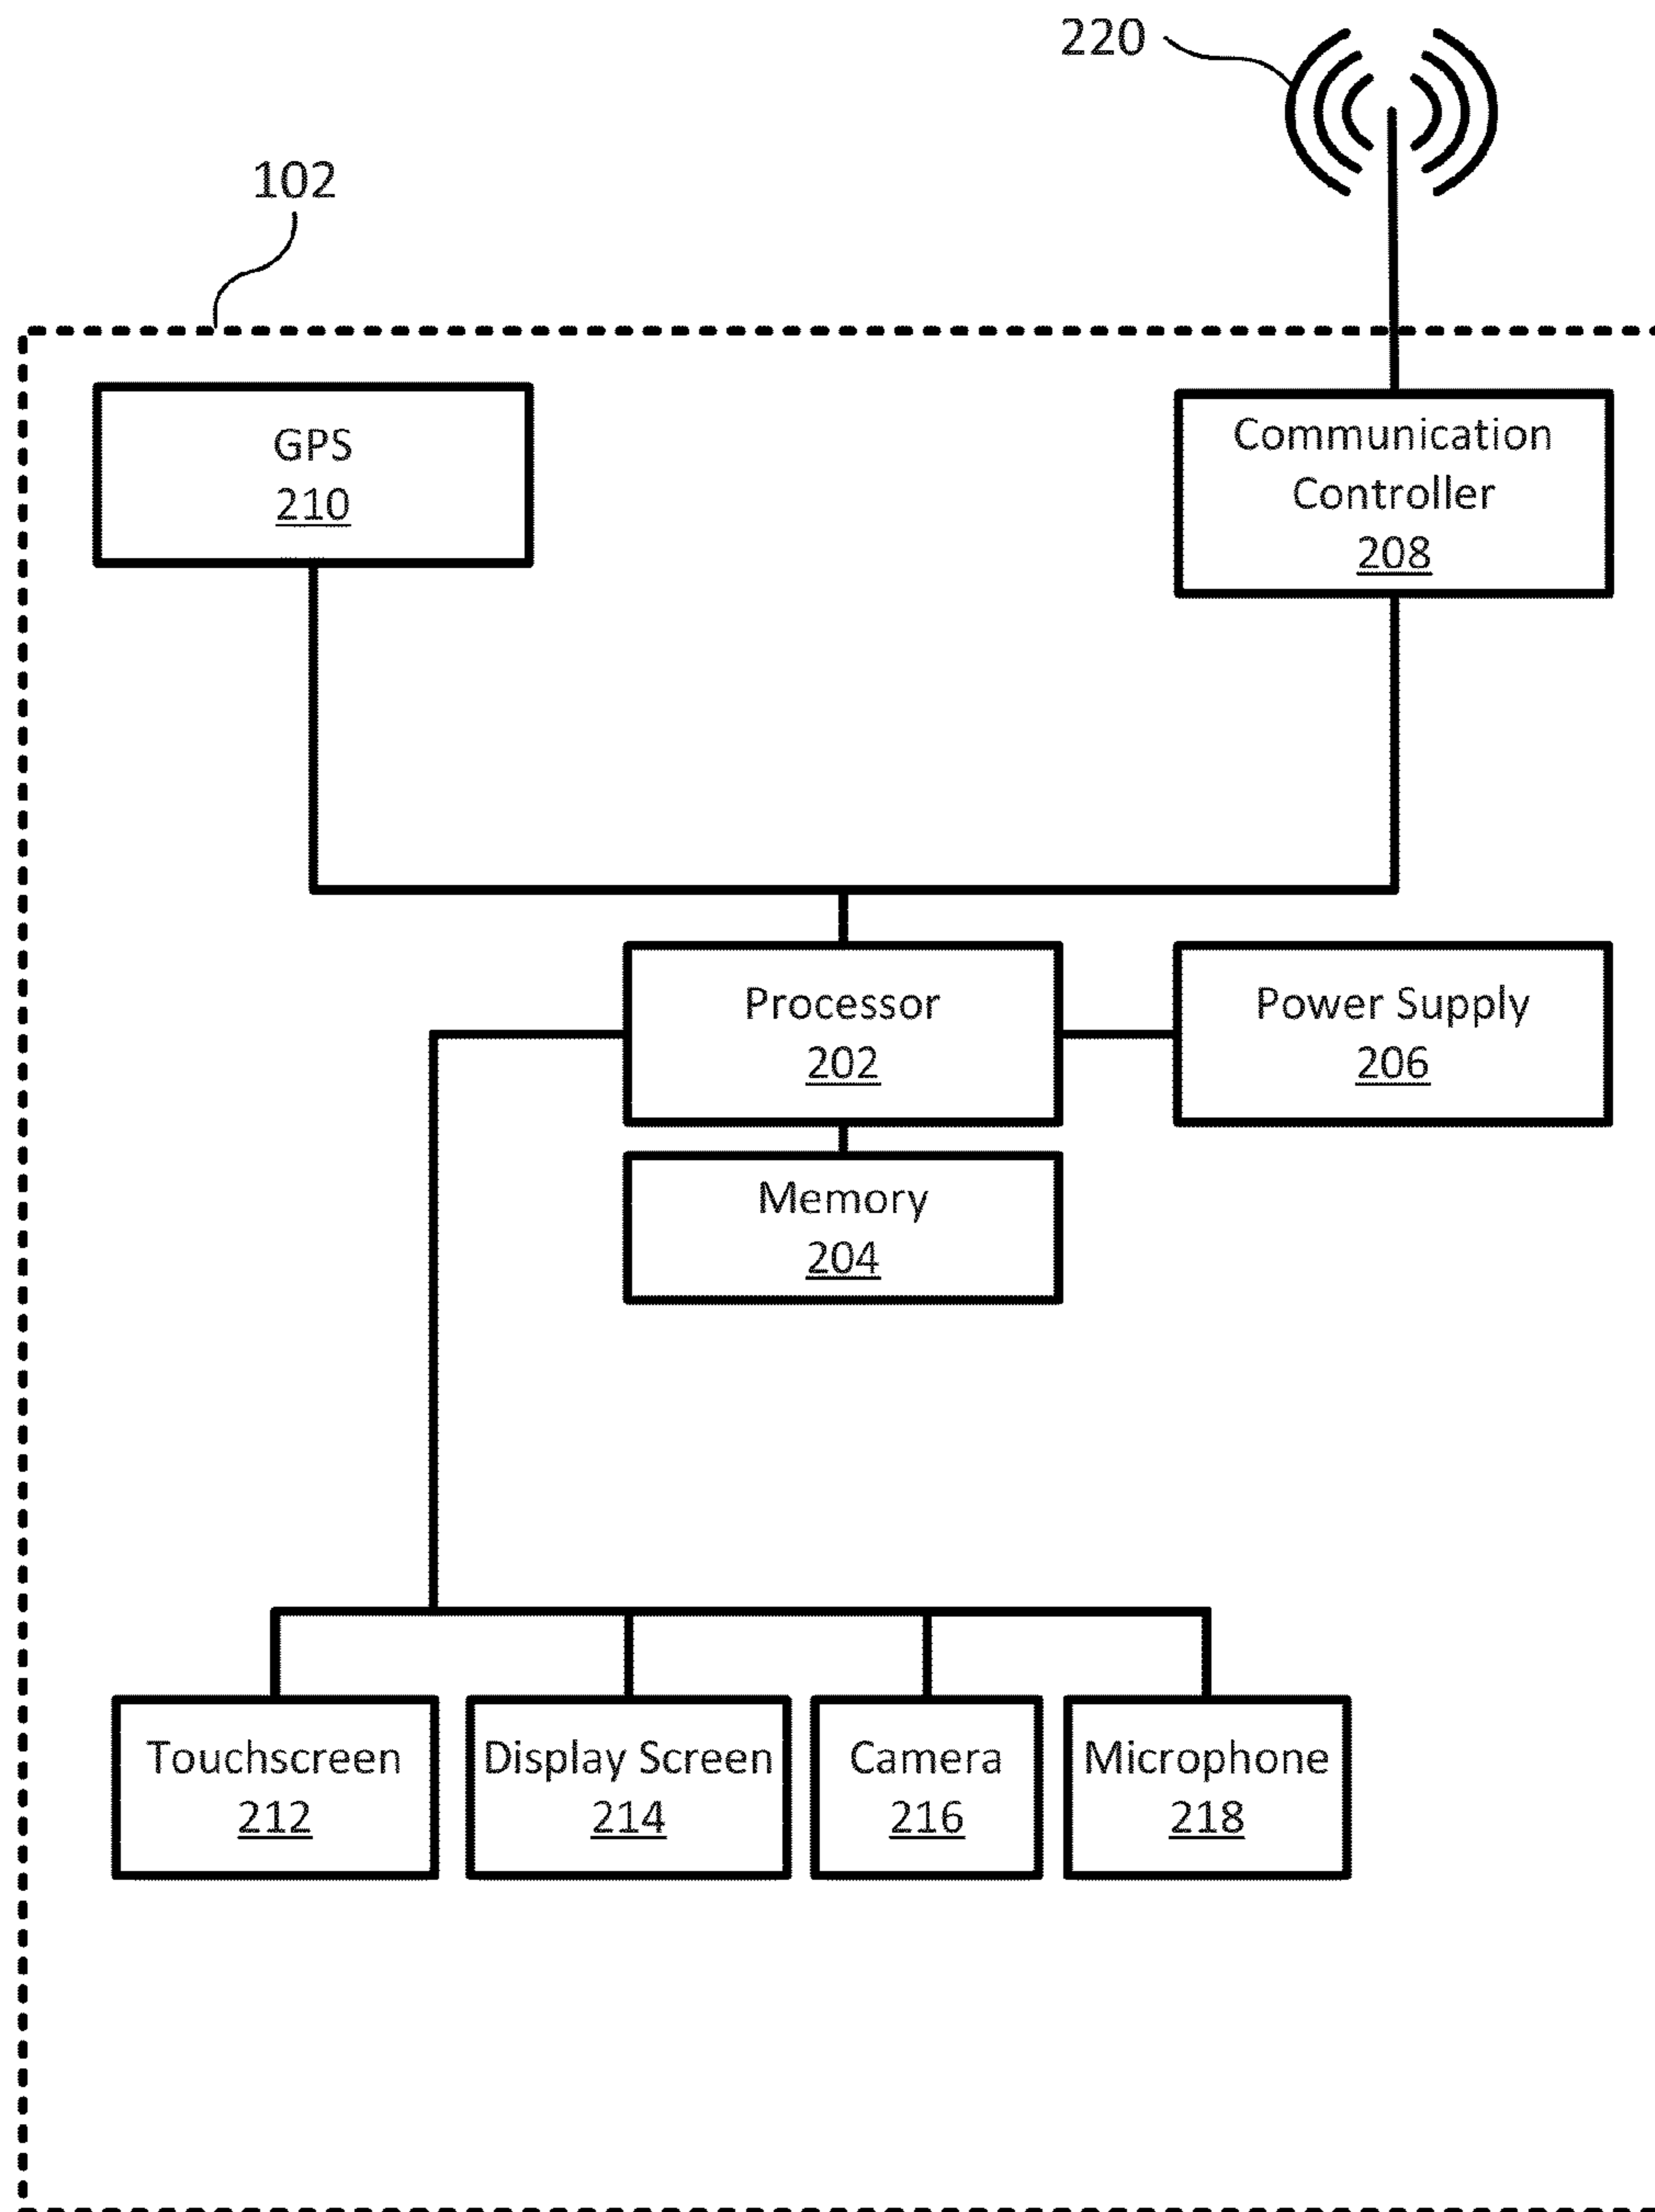 220
102
GPS
210
Communication
Controller
208
Processor
202
Power Supply
206
Memory
204
Touchscreen
212
Display Screen
214
Camera
216
Microphone
218